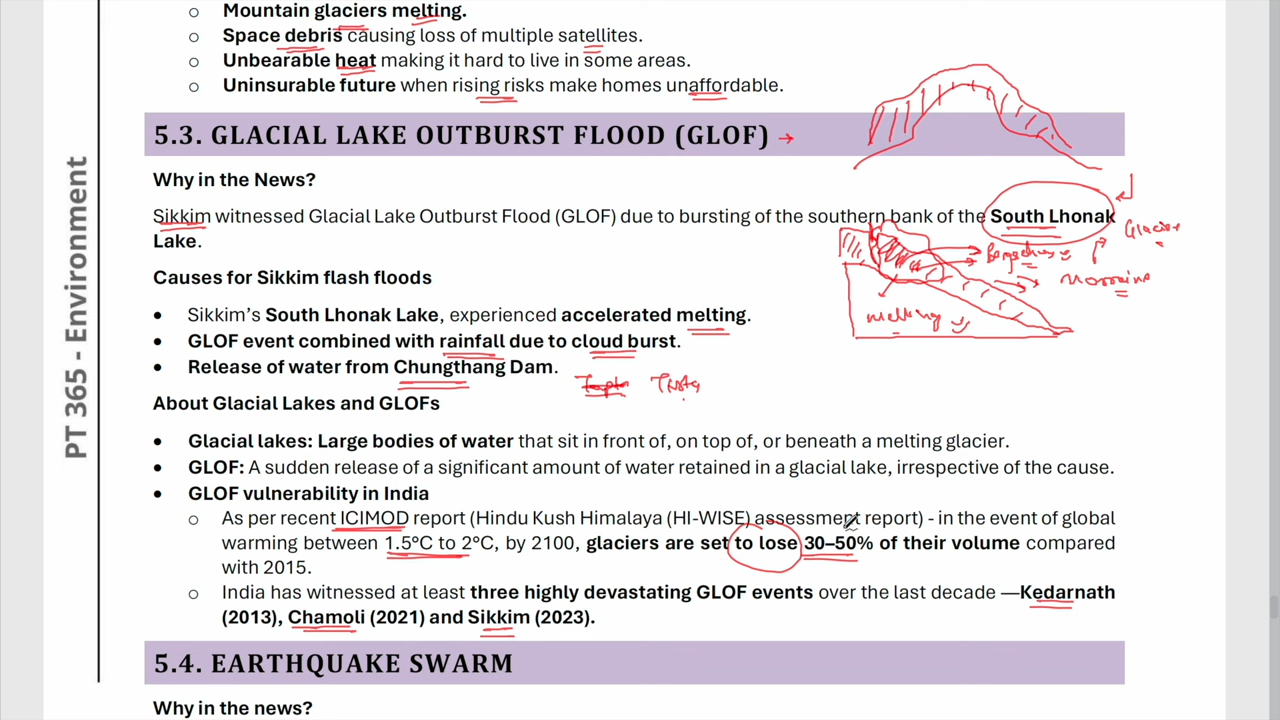 ○ Mountain glaciers melting.
○ Space debris causing loss of multiple satellites.
○ Unbearable heat making it hard to live in some areas.
○ Uninsurable future when rising risks make homes unaffordable.
5.3. GLACIAL LAKE OUTBURST FLOOD (GLOF) →
Why in the News?
Sikkim witnessed Glacial Lake Outburst Flood (GLOF) due to bursting of the southern bank of the South Lhonak
Lake.
Glacier
Moraine
melting
Causes for Sikkim flash floods
• Sikkim's South Lhonak Lake, experienced accelerated melting.
• GLOF event combined with rainfall due to cloud burst.
• Release of water from Chungthang Dam.
About Glacial Lakes and GLOFs
• Glacial lakes: Large bodies of water that sit in front of, on top of, or beneath a melting glacier.
• GLOF: A sudden release of a significant amount of water retained in a glacial lake, irrespective of the cause.
• GLOF vulnerability in India
○ As per recent ICIMOD report (Hindu Kush Himalaya (HI-WISE) assessment report) - in the event of global
warming between 1.5°C to 2°C, by 2100, glaciers are set to lose 30–50% of their volume compared
with 2015.
○ India has witnessed at least three highly devastating GLOF events over the last decade —Kedarnath
(2013), Chamoli (2021) and Sikkim (2023).
5.4. EARTHQUAKE SWARM
Why in the news?
PT 365 - Environment